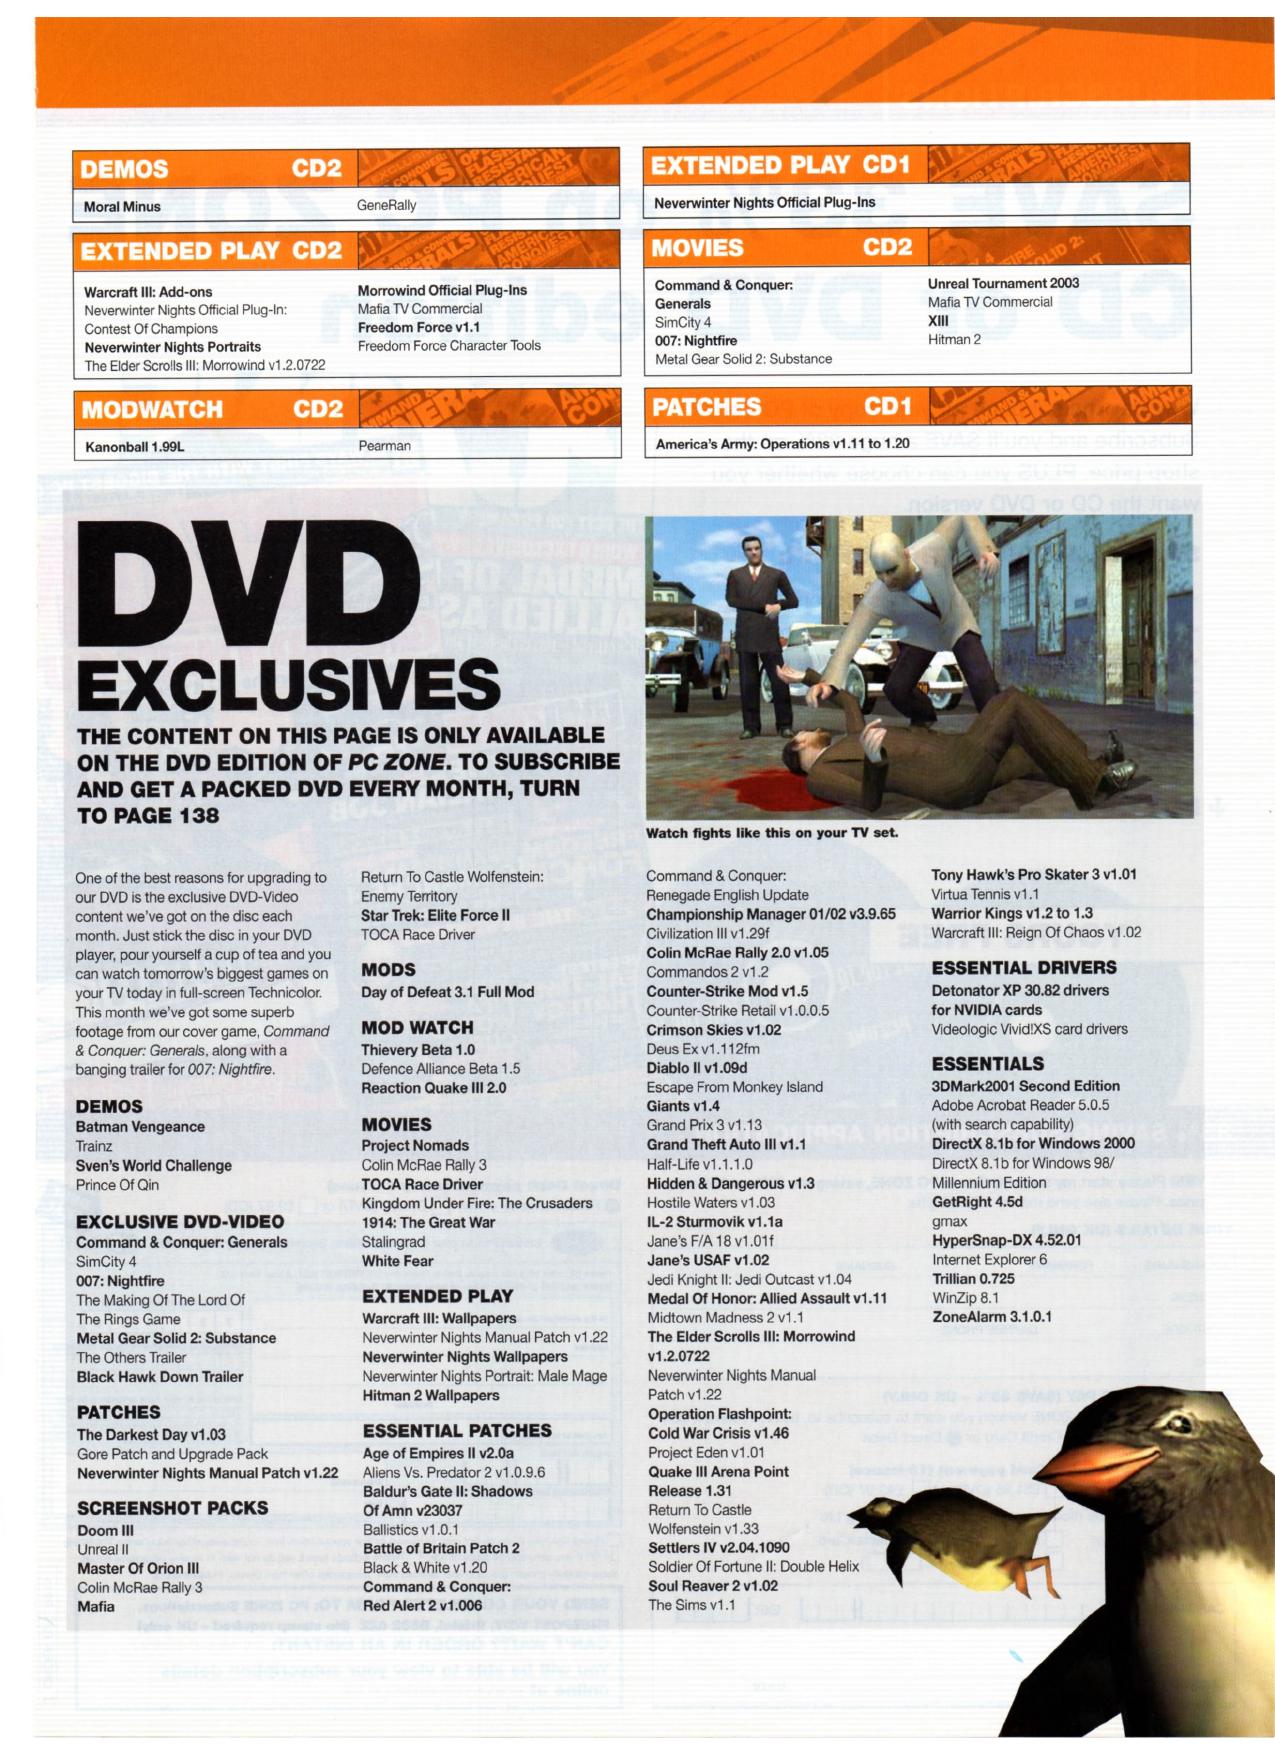 DEMOS CD2
Moral Minus GeneRally
EXTENDED PLAY CD2
Warcraft III: Add-ons
Neverwinter Nights Official Plug-In:
Contest Of Champions
Neverwinter Nights Portraits
The Elder Scrolls III: Morrowind v1.2.0722
Morrowind Official Plug-Ins
Mafia TV Commercial
Freedom Force v1.1
Freedom Force Character Tools
MODWATCH CD2
Kanonball 1.99L Pearman
EXTENDED PLAY CD1
Neverwinter Nights Official Plug-Ins
MOVIES CD2
Command & Conquer:
Generals
SimCity 4
007: Nightfire
Metal Gear Solid 2: Substance
Unreal Tournament 2003
Mafia TV Commercial
XIII
Hitman 2
PATCHES CD1
America's Army: Operations v1.11 to 1.20
DVD
EXCLUSIVES
THE CONTENT ON THIS PAGE IS ONLY AVAILABLE
ON THE DVD EDITION OF PC ZONE. TO SUBSCRIBE
AND GET A PACKED DVD EVERY MONTH, TURN
TO PAGE 138
Watch fights like this on your TV set.
One of the best reasons for upgrading to
our DVD is the exclusive DVD-Video
content we've got on the disc each
month. Just stick the disc in your DVD
player, pour yourself a cup of tea and you
can watch tomorrow's biggest games on
your TV today in full-screen Technicolor.
This month we've got some superb
footage from our cover game, Command
& Conquer: Generals, along with a
banging trailer for 007: Nightfire.
DEMOS
Batman Vengeance
Trainz
Sven's World Challenge
Prince Of Qin
EXCLUSIVE DVD-VIDEO
Command & Conquer: Generals
SimCity 4
007: Nightfire
The Making Of The Lord Of
The Rings Game
Metal Gear Solid 2: Substance
The Others Trailer
Black Hawk Down Trailer
PATCHES
The Darkest Day v1.03
Gore Patch and Upgrade Pack
Neverwinter Nights Manual Patch v1.22
SCREENSHOT PACKS
Doom III
Unreal II
Master Of Orion III
Colin McRae Rally 3
Mafia
Return To Castle Wolfenstein:
Enemy Territory
Star Trek: Elite Force II
TOCA Race Driver
MODS
Day of Defeat 3.1 Full Mod
MOD WATCH
Thievery Beta 1.0
Defence Alliance Beta 1.5
Reaction Quake III 2.0
MOVIES
Project Nomads
Colin McRae Rally 3
TOCA Race Driver
Kingdom Under Fire: The Crusaders
1914: The Great War
Stalingrad
White Fear
EXTENDED PLAY
Warcraft III: Wallpapers
Neverwinter Nights Manual Patch v1.22
Neverwinter Nights Wallpapers
Neverwinter Nights Portrait: Male Mage
Hitman 2 Wallpapers
ESSENTIAL PATCHES
Age of Empires II v2.0a
Aliens Vs. Predator 2 v1.0.9.6
Baldur's Gate II: Shadows
Of Amn v23037
Ballistics v1.0.1
Battle of Britain Patch 2
Black & White v1.20
Command & Conquer:
Red Alert 2 v1.006
Command & Conquer:
Renegade English Update
Championship Manager 01/02 v3.9.65
Civilization III v1.29f
Colin McRae Rally 2.0 v1.05
Commandos 2 v1.2
Counter-Strike Mod v1.5
Counter-Strike Retail v1.0.0.5
Crimson Skies v1.02
Deus Ex v1.112fm
Diablo II v1.09d
Escape From Monkey Island
Giants v1.4
Grand Prix 3 v1.13
Grand Theft Auto III v1.1
Half-Life v1.1.1.0
Hidden & Dangerous v1.3
Hostile Waters v1.03
IL-2 Sturmovik v1.1a
Jane's F/A 18 v1.01f
Jane's USAF v1.02
Jedi Knight II: Jedi Outcast v1.04
Medal Of Honor: Allied Assault v1.11
Midtown Madness 2 v1.1
The Elder Scrolls III: Morrowind
v1.2.0722
Neverwinter Nights Manual
Patch v1.22
Operation Flashpoint:
Cold War Crisis v1.46
Project Eden v1.01
Quake III Arena Point
Release 1.31
Return To Castle
Wolfenstein v1.33
Settlers IV v2.04.1090
Soldier Of Fortune II: Double Helix
Soul Reaver 2 v1.02
The Sims v1.1
Tony Hawk's Pro Skater 3 v1.01
Virtua Tennis v1.1
Warrior Kings v1.2 to 1.3
Warcraft III: Reign Of Chaos v1.02
ESSENTIAL DRIVERS
Detonator XP 30.82 drivers
for NVIDIA cards
Videologic Vivid!XS card drivers
ESSENTIALS
3DMark2001 Second Edition
Adobe Acrobat Reader 5.0.5
(with search capability)
DirectX 8.1b for Windows 2000
DirectX 8.1b for Windows 98/
Millennium Edition
GetRight 4.5d
gmax
HyperSnap-DX 4.52.01
Internet Explorer 6
Trillian 0.725
WinZip 8.1
ZoneAlarm 3.1.0.1